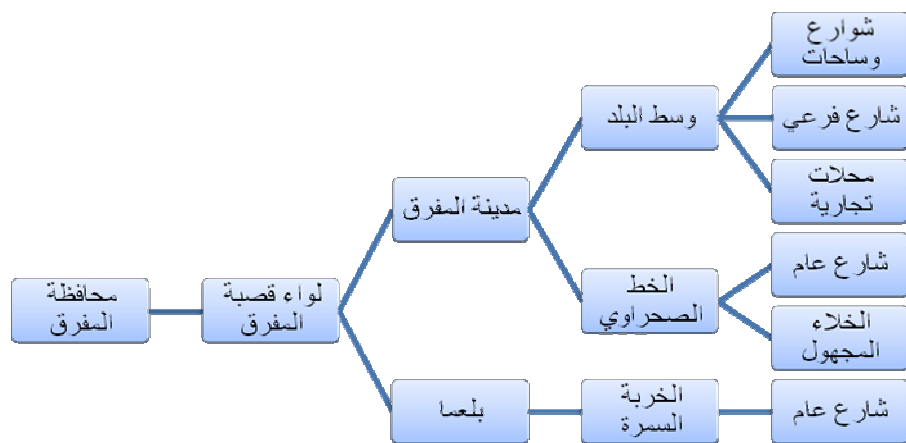 محافظة
المفرق
لواء قصبة
المفرق
مدينة المفرق
وسط البلد
شوارع
وساحات
شارع فرعي
محلات
تجارية
الخط
الصحراوي
شارع عام
الخلاء
المجهول
بلعما
الخربة
السمرة
شارع عام